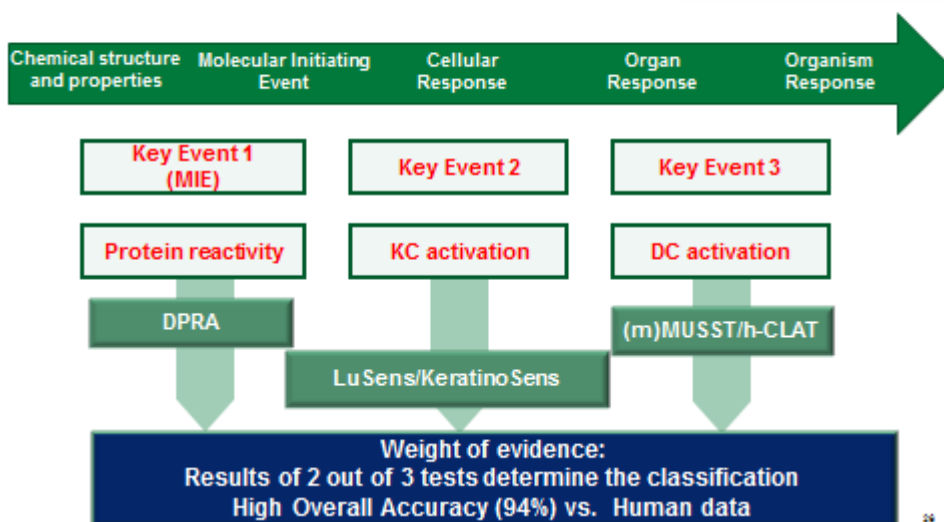 Chemical structure
and properties
Molecular Initiating
Event
Cellular
Response
Organ
Response
Organism
Response
Key Event 1
(MIE)
Key Event 2
Key Event 3
Protein reactivity
KC activation
DC activation
DPRA
LuSens/KeratinoSens
(m)MUSST/h-CLAT
Weight of evidence:
Results of 2 out of 3 tests determine the classification
High Overall Accuracy (94%) vs. Human data